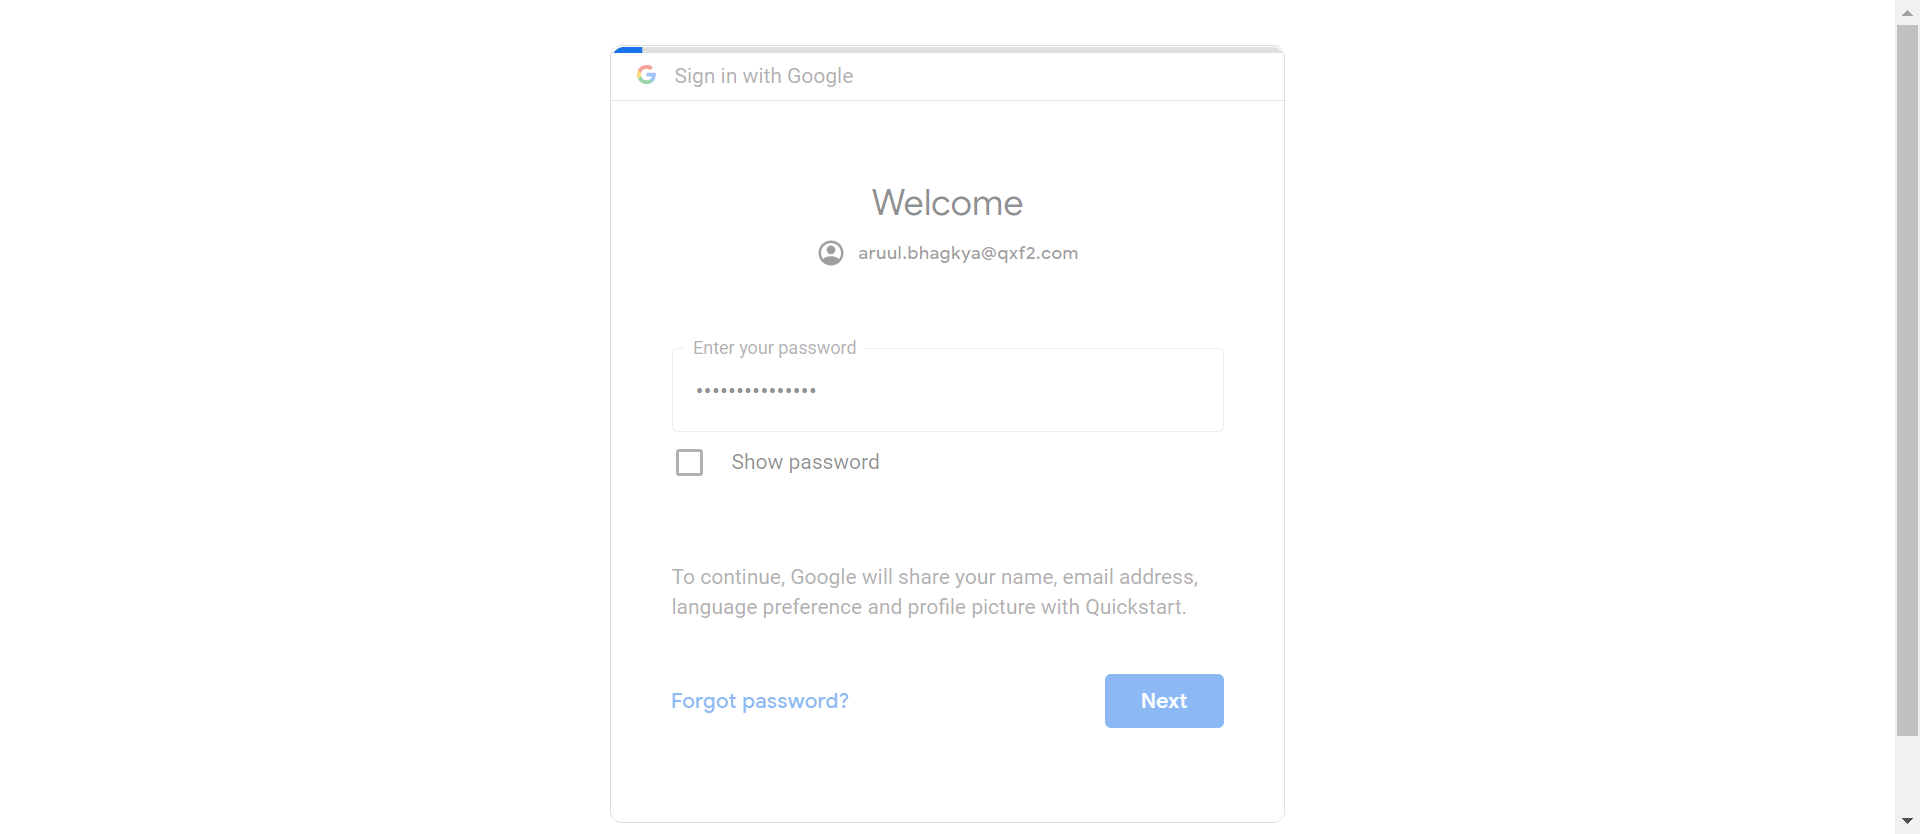 Sign in with Google
Welcome
aruul.bhagkya@qxf2.com
Enter your password
•••••••••••••••
Show password
To continue, Google will share your name, email address,
language preference and profile picture with Quickstart.
Forgot password?
Next